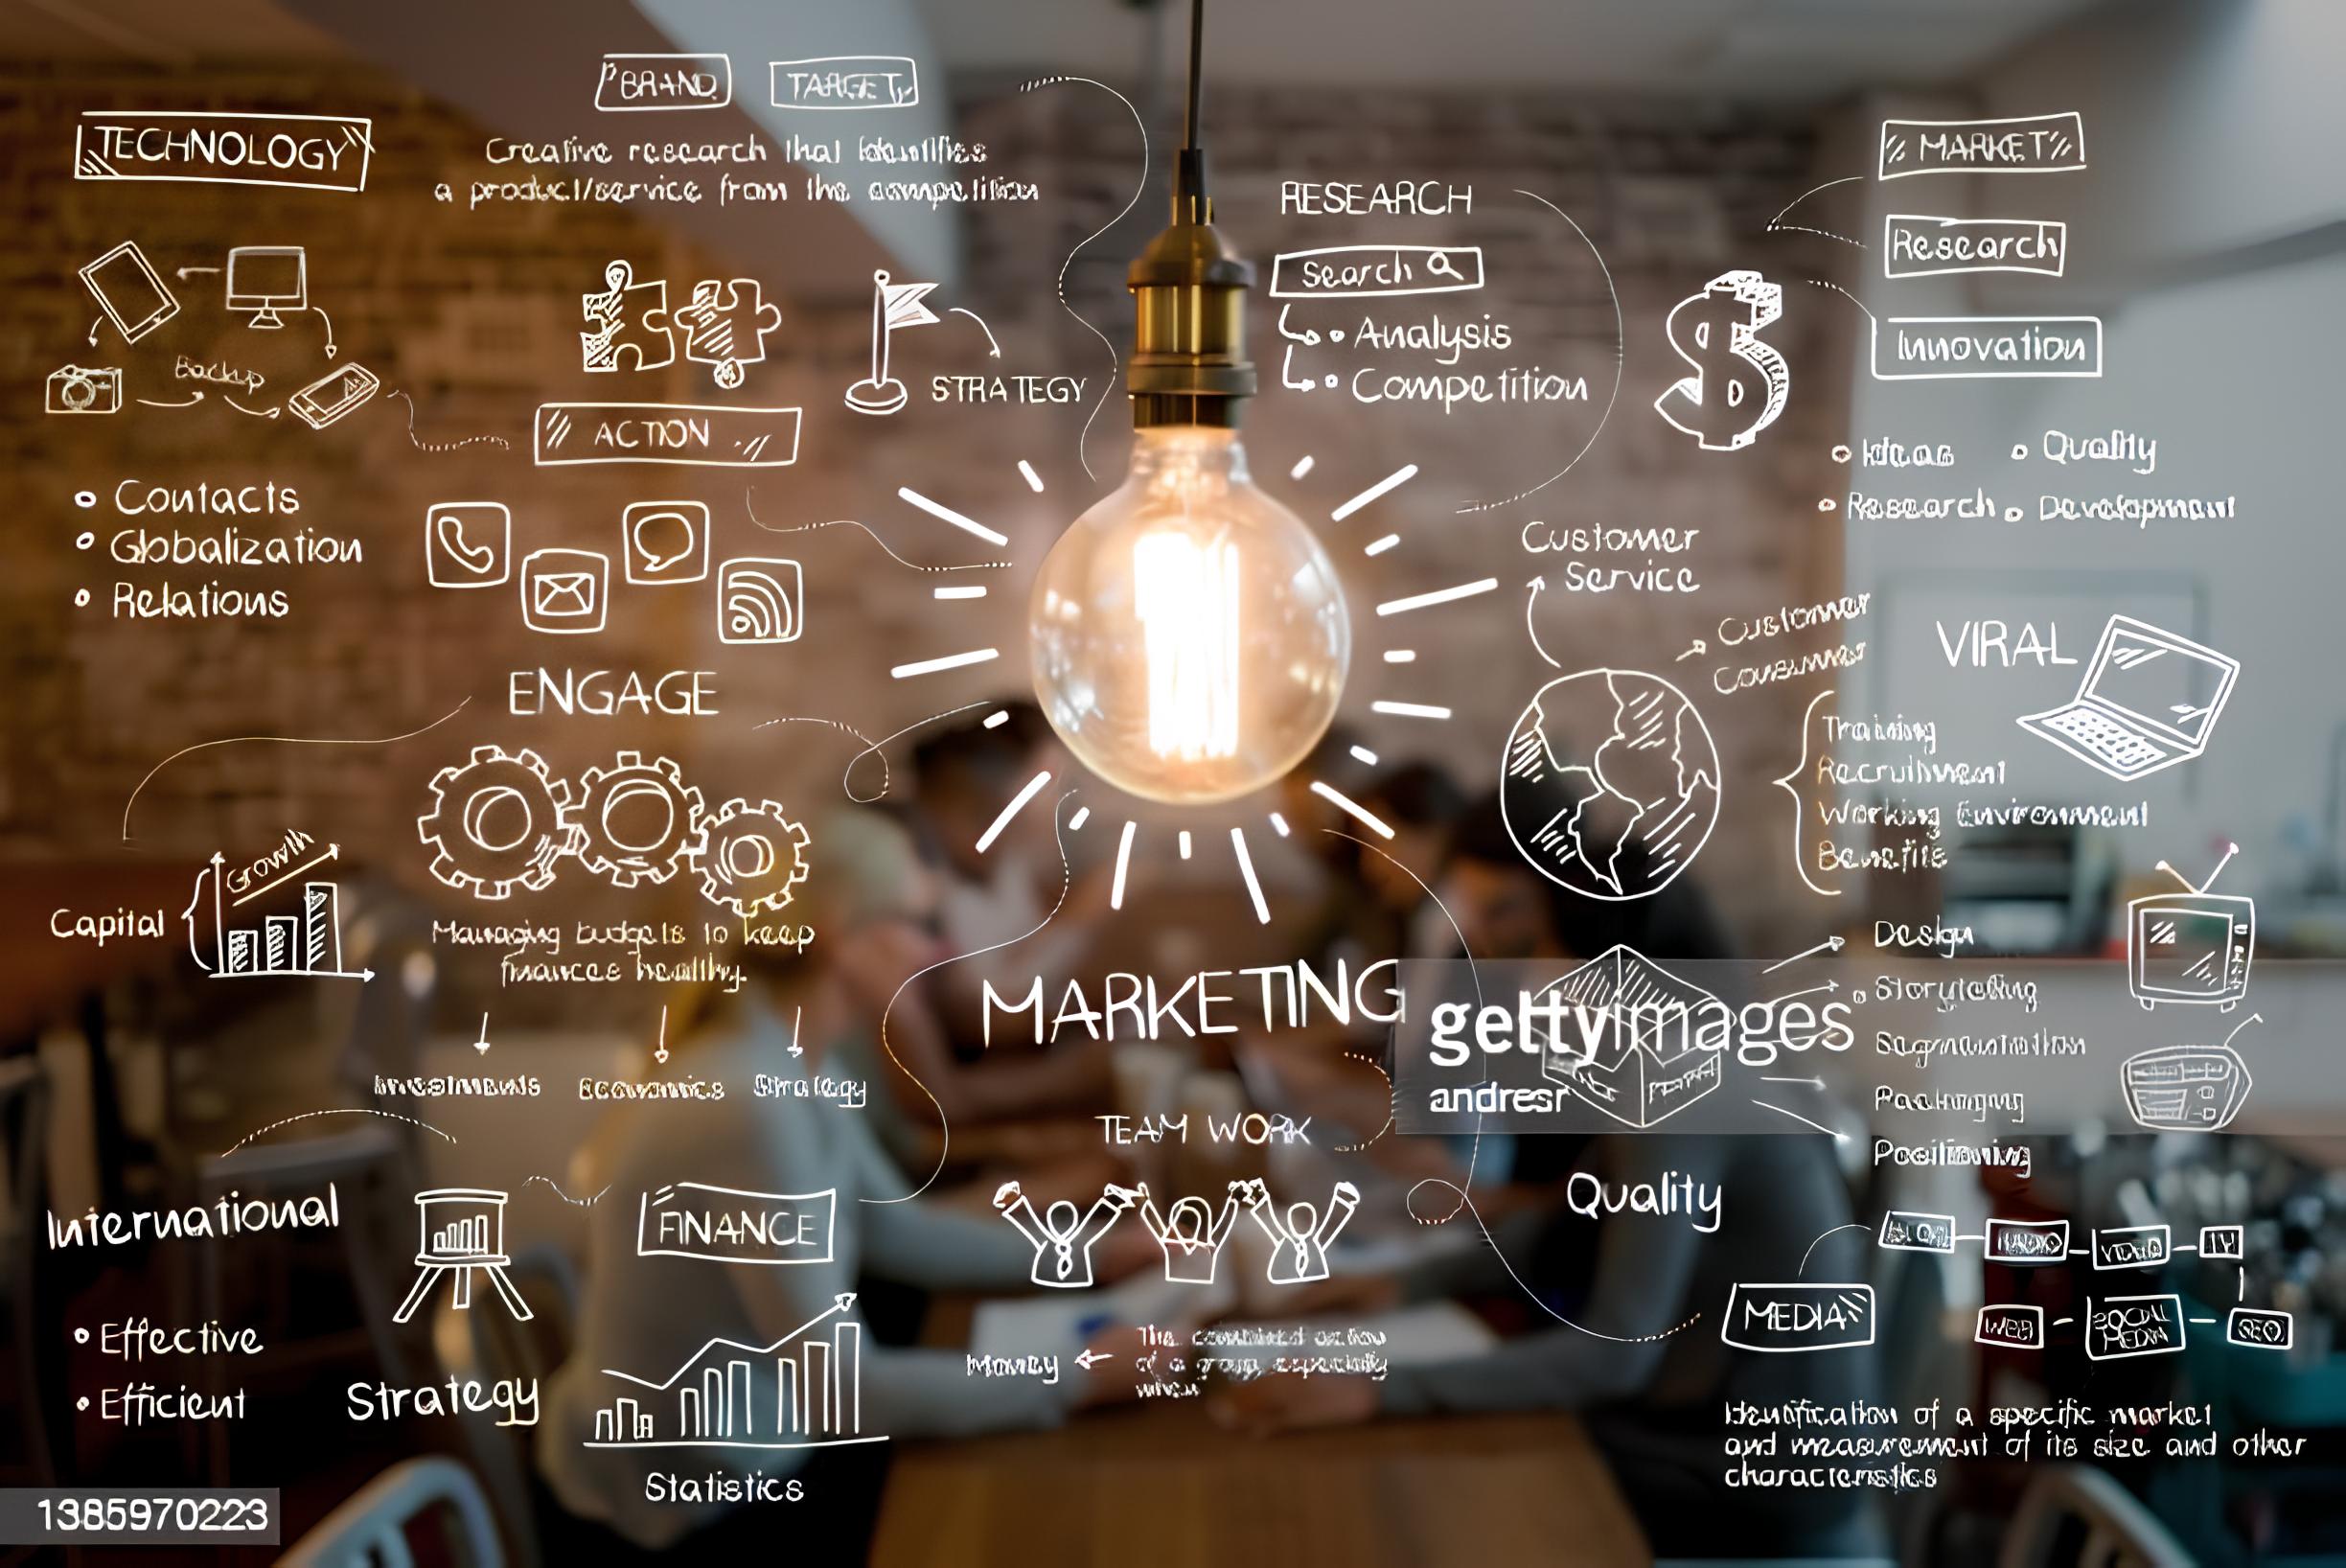 BRAND
TARGET
TECHNOLOGY
Creative research that identifies
a product/service from the competition
Backup
STRATEGY
ACTION
Contacts
Globalization
Relations
ENGAGE
Growth
Capital
Managing budgets to keep
finances healthy.
Investments
Economics
Strategy
International
Effective
Efficient
Strategy
FINANCE
Statistics
RESEARCH
Search
Analysis
Competition
MARKET
Research
Innovation
Ideas
Quality
Research
Development
Customer
Service
Customer
Consumer
VIRAL
Training
Recruitment
Working Environment
Benefits
MARKETING
gettyimages
andresr
Design
Storytelling
Segmentation
Packaging
Positioning
Quality
TEAM WORK
Money
The combined action
of a group, especially
when
MEDIA
RADIO
VIDEO
TV
WEB
SOCIAL
MEDIA
SEO
Identification of a specific market
and measurement of its size and other
characteristics
1385970223